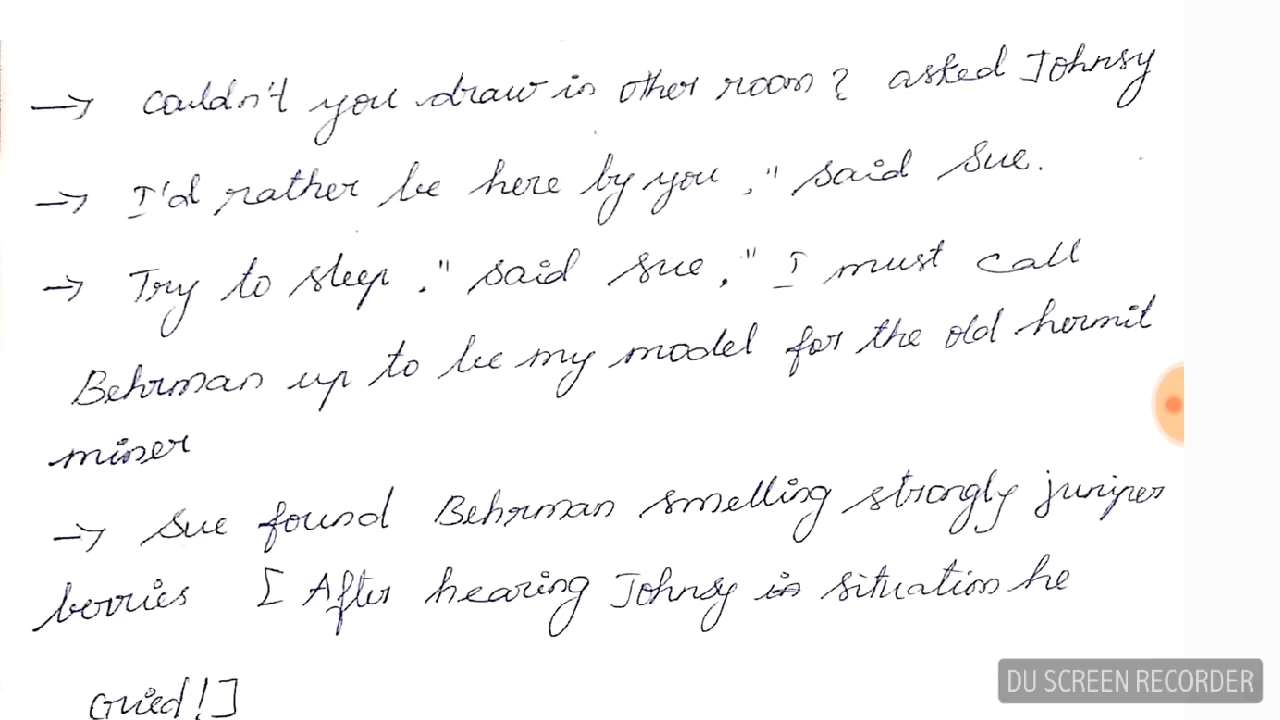 → Couldn't you draw in other room? asked Johnsy
→ I'd rather be here by you," said Sue.
→ Try to sleep," said Sue," I must call
Behrman up to be my model for the old hermit
miner
→ Sue found Behrman smelling strongly juniper
berries [ After hearing Johnsy in situation he
cried!]
DU SCREEN RECORDER